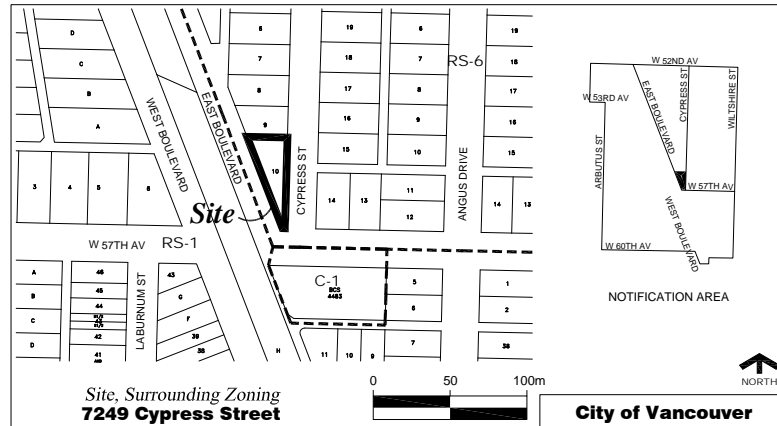 D
C
B
A
3
4
5
6
WEST BOULEVARD
EAST BOULEVARD
6
7
8
9
10
CYPRESS ST
Site
19
18
17
16
15
14
13
6
7
8
9
10
11
12
RS-6
ANGUS DRIVE
19
18
17
16
15
14
13
W 57TH AV
RS-1
A
B
C
D
46
45
44
42
41
LABURNUM ST
43
G
F
39
38
H
C-1
BCS
4483
5
6
7
11
10
9
1
2
38
W 52ND AV
W 53RD AV
EAST BOULEVARD
CYPRESS ST
WILTSHIRE ST
ARBUTUS ST
W 57TH AV
WEST BOULEVARD
W 60TH AV
NOTIFICATION AREA
NORTH
Site, Surrounding Zoning
7249 Cypress Street
0
50
100m
City of Vancouver